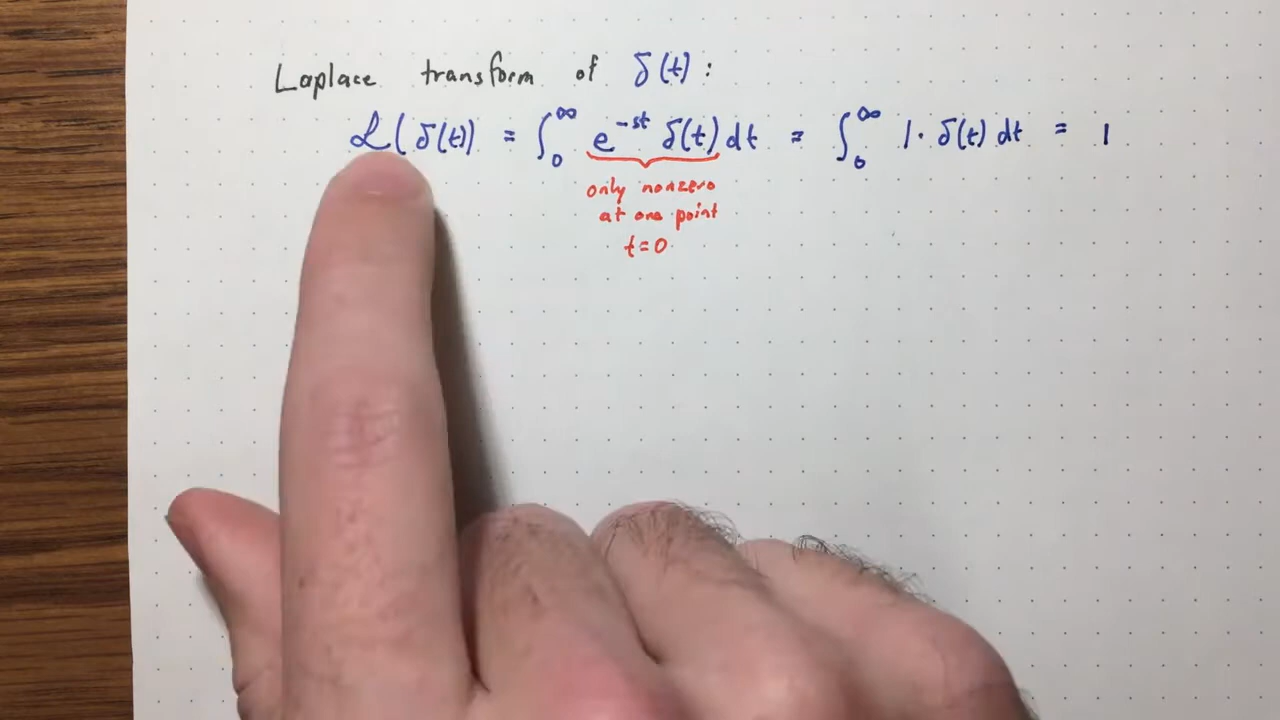 Laplace transform of δ(t):
ℒ(δ(t)) = ∫₀^∞ e^(-st) δ(t) dt = ∫₀^∞ 1·δ(t) dt = 1
only nonzero
at one point
t=0